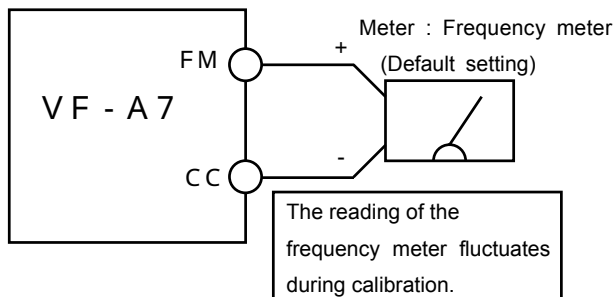 Meter : Frequency meter
(Default setting)
FM
+
VF-A7
CC
-
The reading of the
frequency meter fluctuates
during calibration.